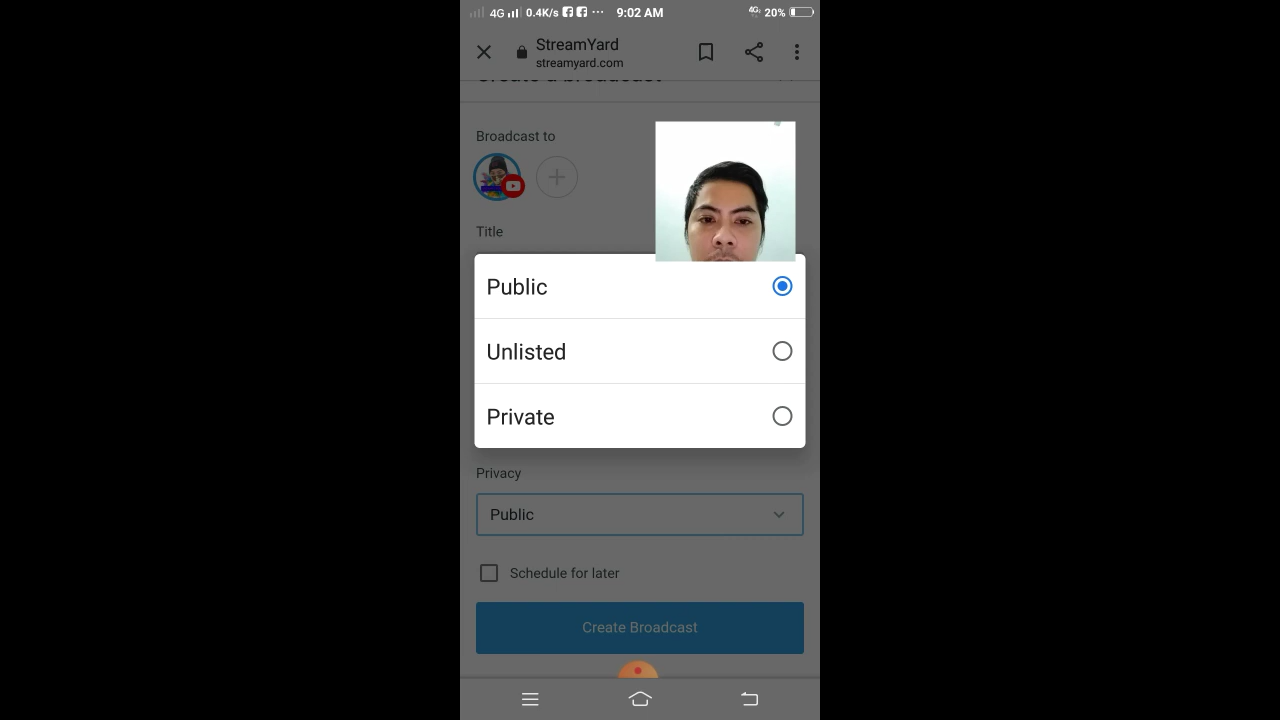 4G 0.4K/s ... 9:02 AM 4G 20%
StreamYard
streamyard.com
Create a broadcast
Broadcast to
Title
Public
Unlisted
Private
Privacy
Public
Schedule for later
Create Broadcast